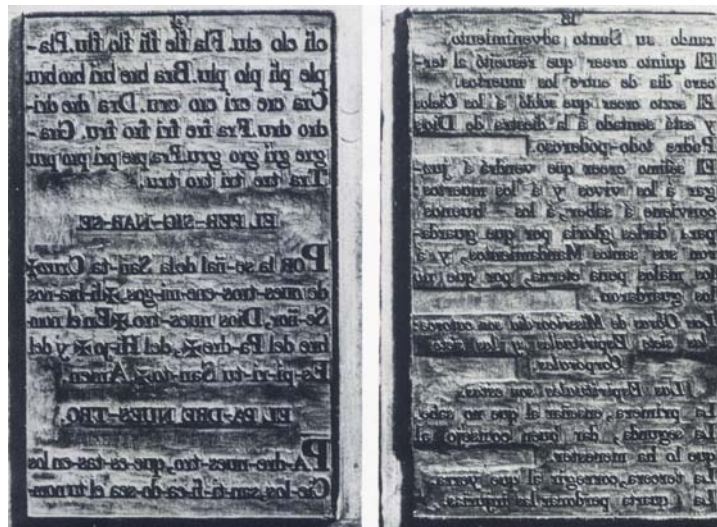 cli clo clu. Fla fle fli flo flu. Pla-
ple pli plo plu. Bra bre bri bro bru.
Cra cre cri cro cru. Dra dre dri-
dro dru. Fra fre fri fro fru. Gra-
gre gri gro gru. Pra pre pri pro pru
Tra tre tri tro tru.
EL PER-SIG-NAR-SE
POR la se-ñal dela San-ta Cruz✠
de nues-tros ene-mi-gos, ✠li-bra-nos
Se-ñor, Dios nues-tro ✠En el nom
bre del Pa-dre✠, del Hi-jo✠ y del
Es-pi-ri-tu San-to✠. Amen.
EL PA-DRE NUES-TRO.
PA-dre-nues-tro, que es-tas en los
Cie-los, san-ti-fi-ca-do sea el tu nom-
rando su Santo advenimiento.
El quinto creer que resucitó al ter-
cero dia de entre los muertos.
El sexto creer que subió á los Cielos
y está sentado á la diestra de Dios
Padre todo-poderoso.
El sétimo creer que vendrá á juz-
gar á los vivos y á los muertos:
conviene á saber, á los buenos
para darles gloria por que guarda-
ron sus santos Mandamientos, y á
los malos pena eterna, por que no
los guardaron.
Las Obras de Misericordia son catorce:
las siete Espirituales y las siete
Corporales.
Las Espirituales son estas.
La primera, enseñar al que no sabe.
La segunda, dar buen consejo al
que lo ha menester.
La tercera, corregir al que yerra.
La cuarta perdonar las injurias.